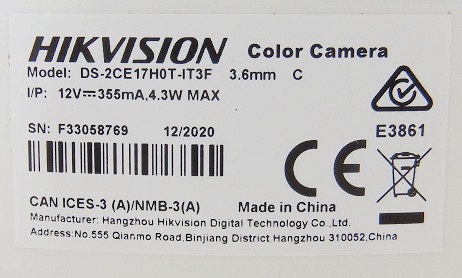 HIKVISION Color Camera
Model: DS-2CE17H0T-IT3F 3.6mm C
I/P: 12V⎓355mA,4.3W MAX
SN: F33058769 12/2020
E3861
CE
CAN ICES-3 (A)/NMB-3(A) Made in China
Manufacturer: Hangzhou Hikvision Digital Technology Co.,Ltd.
Address:No.555 Qianmo Road,Binjiang District Hangzhou 310052,China